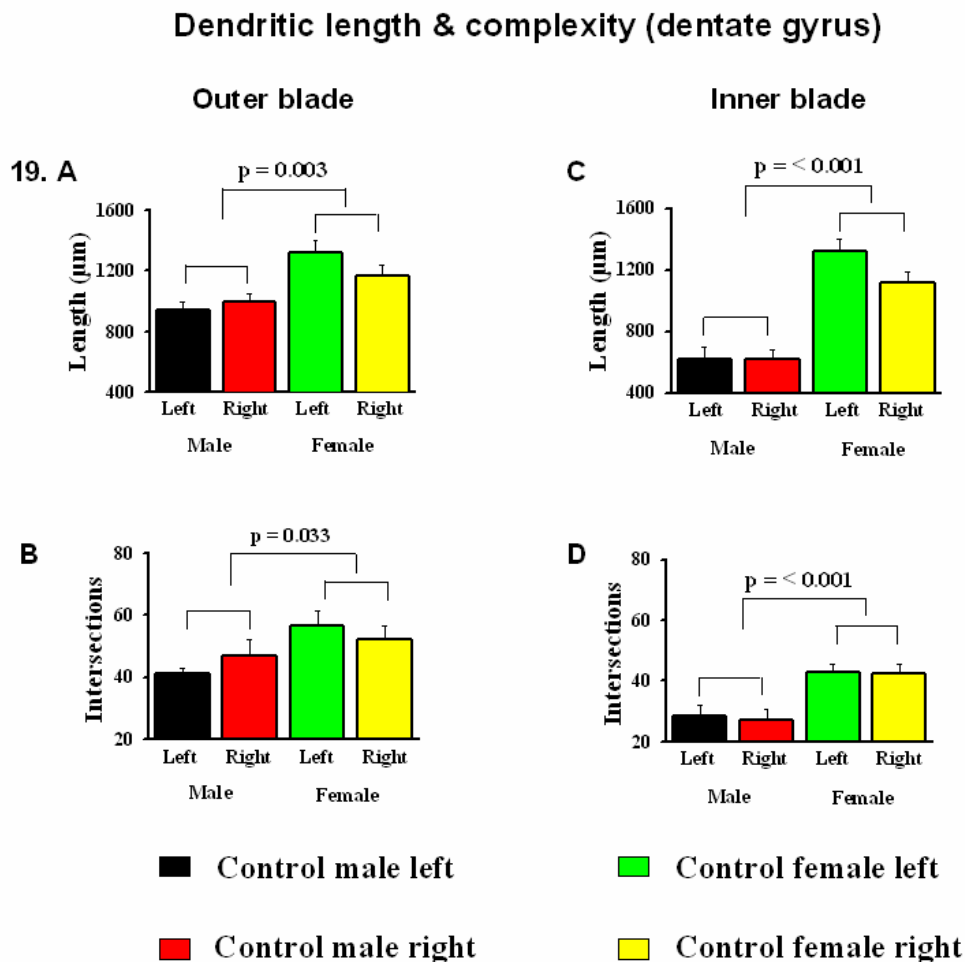 Dendritic length & complexity (dentate gyrus)
Outer blade
Inner blade
19. A
p = 0.003
1600
1200
800
400
Length (µm)
Left Right Left Right
Male Female
C
p = < 0.001
1600
1200
800
400
Length (µm)
Left Right Left Right
Male Female
B
p = 0.033
80
60
40
20
Intersections
Left Right Left Right
Male Female
D
p = < 0.001
80
60
40
20
Intersections
Left Right Left Right
Male Female
Control male left
Control female left
Control male right
Control female right